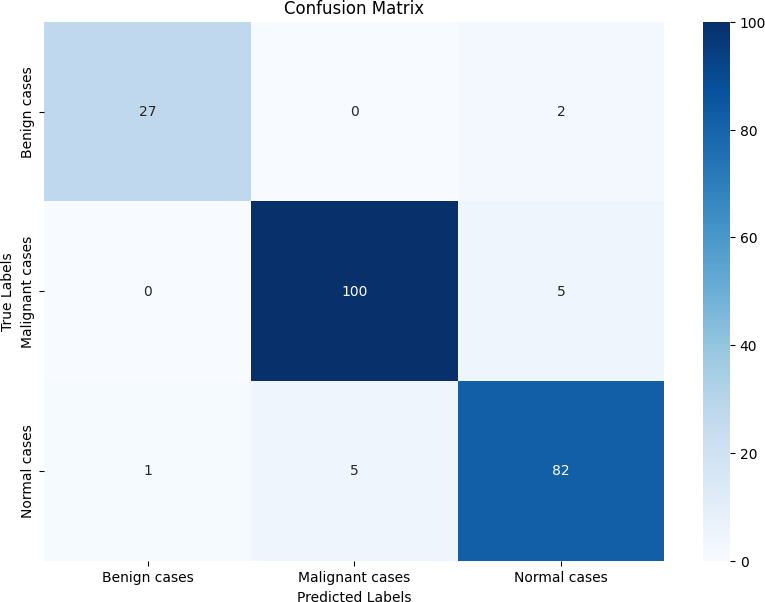 Confusion Matrix
Benign cases
Malignant cases
Normal cases
True Labels
27 0 2
0 100 5
1 5 82
Benign cases Malignant cases Normal cases
Predicted Labels
100
80
60
40
20
0